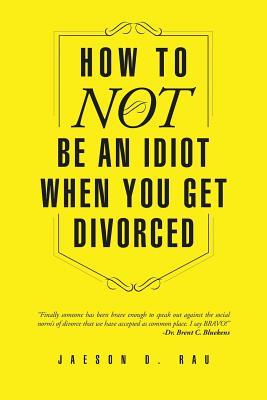 HOW TO
NOT
BE AN IDIOT
WHEN YOU GET
DIVORCED
"Finally someone has been brave enough to speak out against the social
norm's of divorce that we have accepted as common place. I say BRAVO!"
-Dr. Brent C. Bluekens
JAESON D. RAU